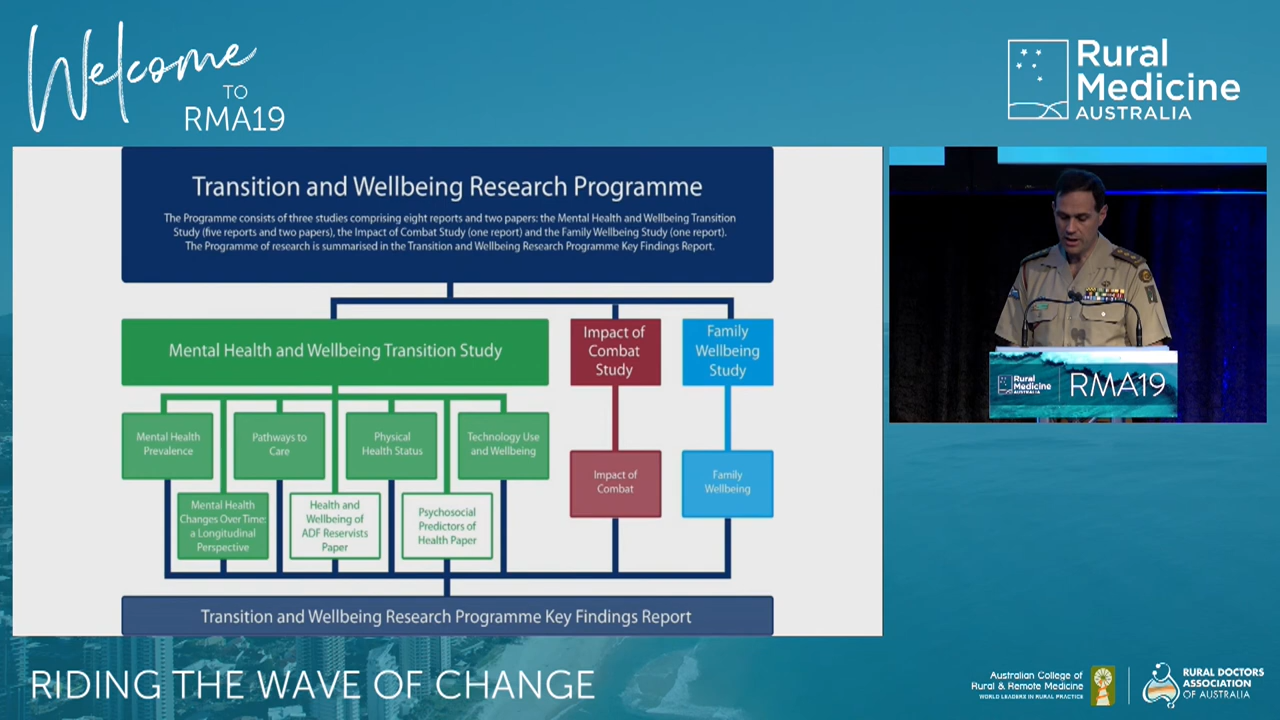 Welcome
TO
RMA19
Rural
Medicine
AUSTRALIA
Transition and Wellbeing Research Programme
The Programme consists of three studies comprising eight reports and two papers: the Mental Health and Wellbeing Transition
Study (five reports and two papers), the Impact of Combat Study (one report) and the Family Wellbeing Study (one report).
The Programme of research is summarised in the Transition and Wellbeing Research Programme Key Findings Report.
Mental Health and Wellbeing Transition Study
Impact of
Combat
Study
Family
Wellbeing
Study
Mental Health
Prevalence
Pathways to
Care
Physical
Health Status
Technology Use
and Wellbeing
Impact of
Combat
Family
Wellbeing
Mental Health
Changes Over Time:
a Longitudinal
Perspective
Health and
Wellbeing of
ADF Reservists
Paper
Psychosocial
Predictors of
Health Paper
Transition and Wellbeing Research Programme Key Findings Report
Rural
Medicine
AUSTRALIA
RMA19
RIDING THE WAVE OF CHANGE
Australian College of
Rural & Remote Medicine
WORLD LEADERS IN RURAL PRACTICE
RURAL DOCTORS
ASSOCIATION
OF AUSTRALIA